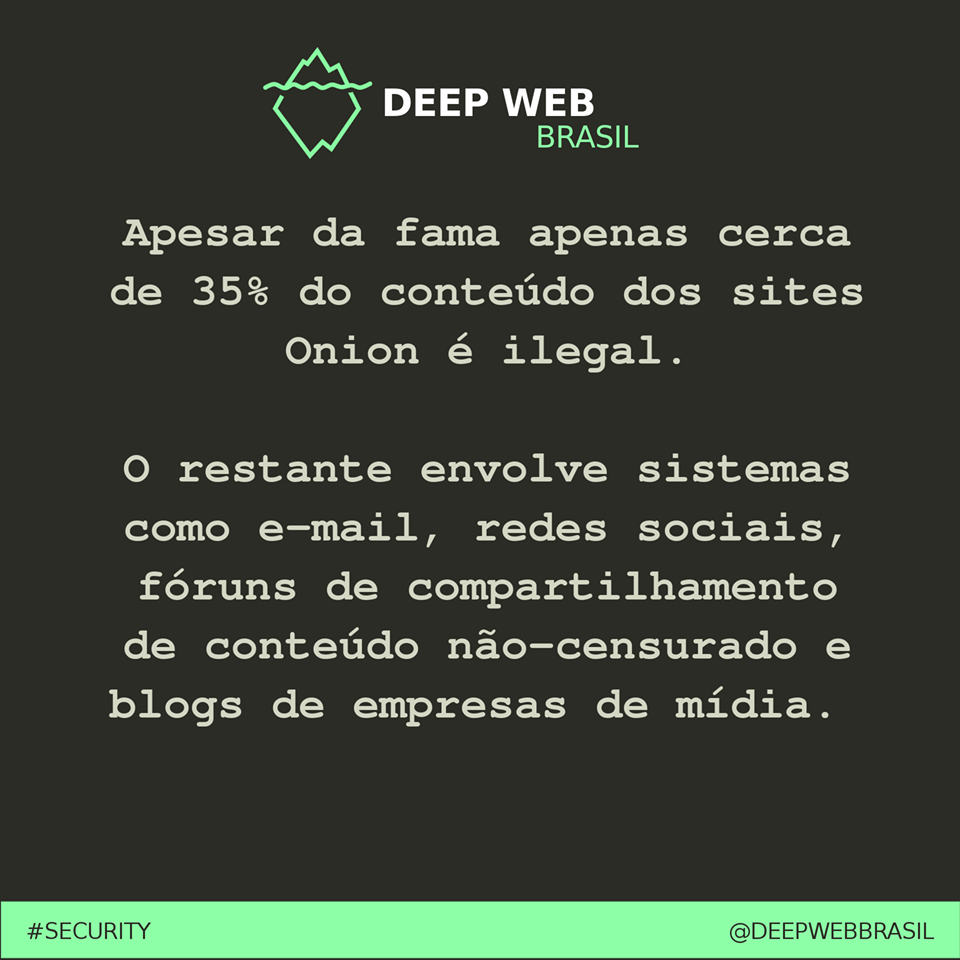 DEEP WEB
BRASIL
Apesar da fama apenas cerca
de 35% do conteúdo dos sites
Onion é ilegal.
O restante envolve sistemas
como e-mail, redes sociais,
fóruns de compartilhamento
de conteúdo não-censurado e
blogs de empresas de mídia.
#SECURITY
@DEEPWEBBRASIL